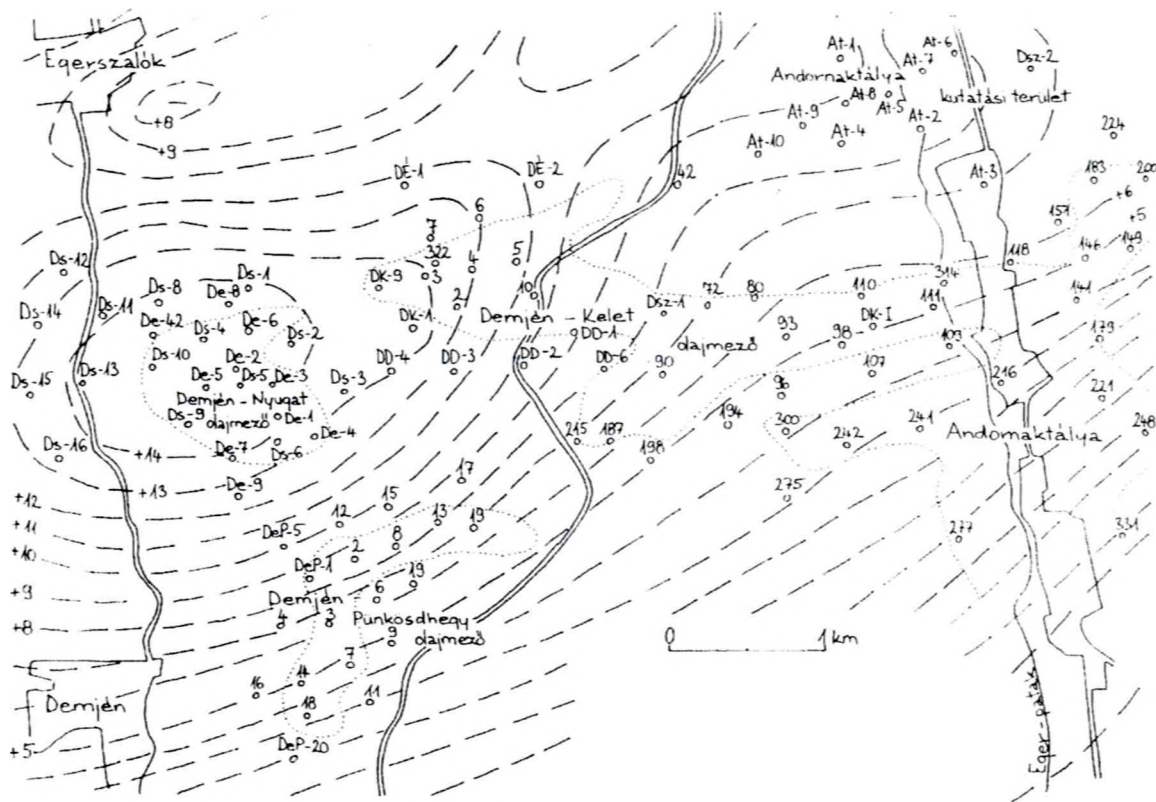 Egerszalók
+8
+9
At-1
At-6
At-7
Dsz-2
Andornaktálya
kutatási terület
At-8
At-5
At-9
At-4
At-2
At-10
At-3
224
183
200
+6
+5
151
146
149
118
DÉ-1
DÉ-2
42
6
7
322
3
4
5
DK-9
2
10
DK-1
Demjén - Kelet
DD-1
olajmező
Dsz-1
72
80
110
314
111
DK-I
93
98
109
141
179
Ds-12
Ds-14
Ds-11
Ds-8
Ds-1
De-8
De-42
Ds-4
De-6
Ds-2
Ds-10
De-2
De-5
Ds-5
De-3
Ds-3
DD-4
DD-3
DD-2
DD-6
90
96
107
216
221
Ds-15
Ds-13
Demjén - Nyugat
olajmező
Ds-9
De-1
De-4
De-7
Ds-6
De-9
Ds-16
+14
+13
+12
+11
+10
+9
+8
+5
215
187
198
194
300
242
241
275
277
248
331
Andornaktálya
17
15
12
13
19
DeP-5
2
8
DeP-1
6
19
Demjén -
Pünkösdhegy
olajmező
4
3
9
7
14
16
18
11
DeP-20
Demjén
0
1 km
Eger - patak